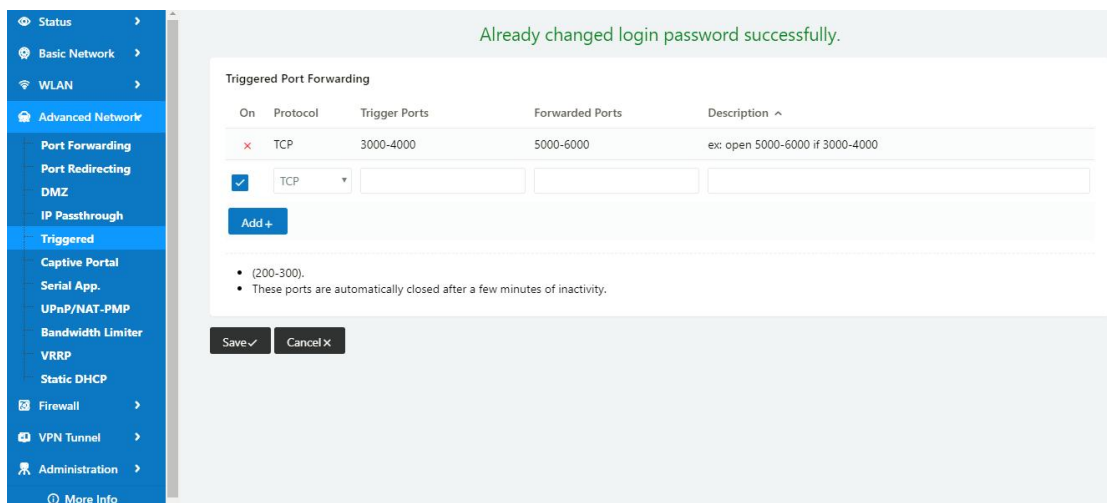 Status
Basic Network
WLAN
Advanced Network
Port Forwarding
Port Redirecting
DMZ
IP Passthrough
Triggered
Captive Portal
Serial App.
UPnP/NAT-PMP
Bandwidth Limiter
VRRP
Static DHCP
Firewall
VPN Tunnel
Administration
More Info
Already changed login password successfully.
Triggered Port Forwarding
On Protocol Trigger Ports Forwarded Ports Description
TCP 3000-4000 5000-6000 ex: open 5000-6000 if 3000-4000
TCP
Add +
(200-300).
These ports are automatically closed after a few minutes of inactivity.
Save Cancel